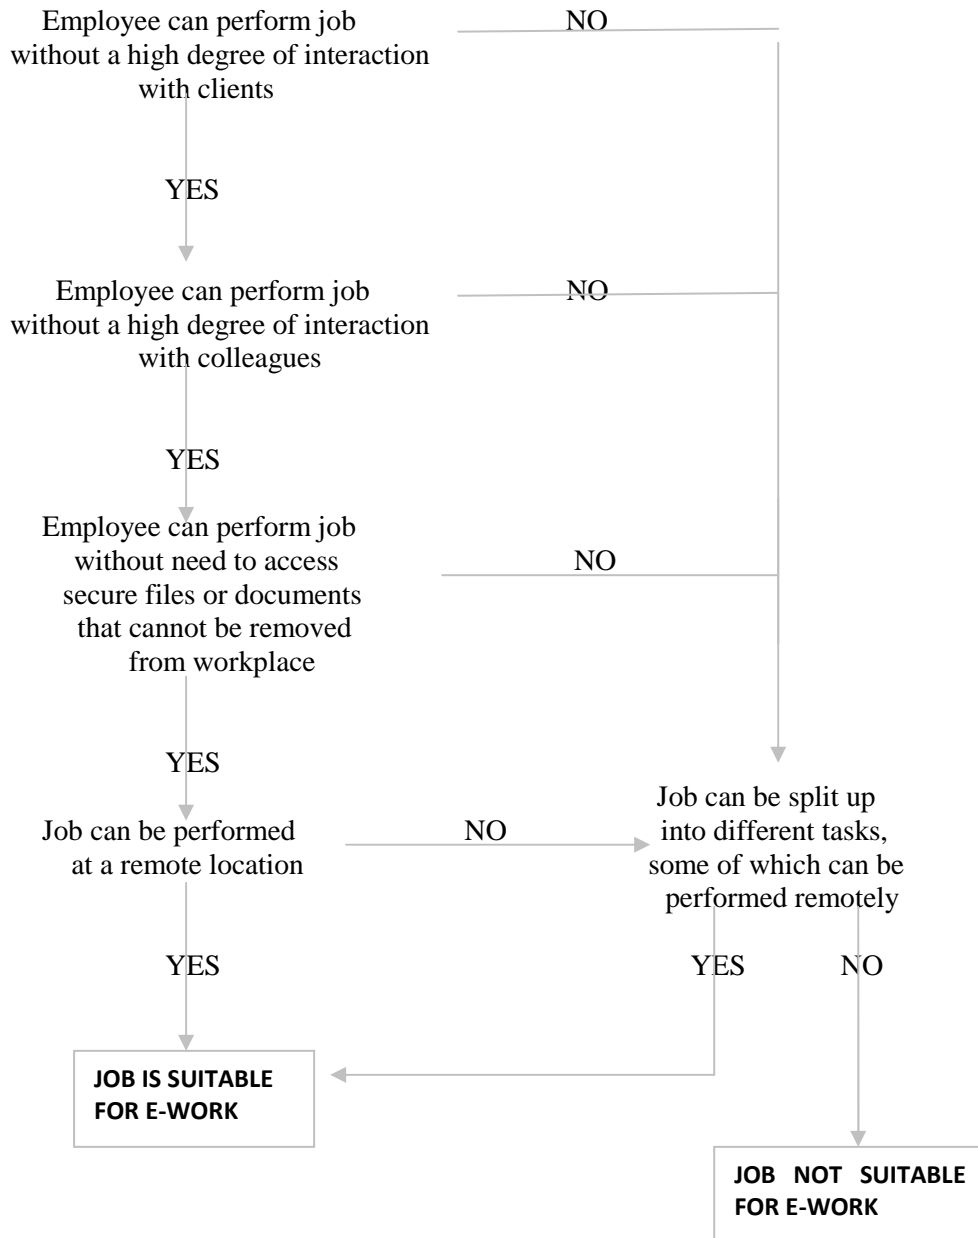 Employee can perform job
without a high degree of interaction
with clients
NO
YES
Employee can perform job
without a high degree of interaction
with colleagues
NO
YES
Employee can perform job
without need to access
secure files or documents
that cannot be removed
from workplace
NO
YES
Job can be performed
at a remote location
NO
Job can be split up
into different tasks,
some of which can be
performed remotely
YES
YES
NO
JOB IS SUITABLE
FOR E-WORK
JOB NOT SUITABLE
FOR E-WORK